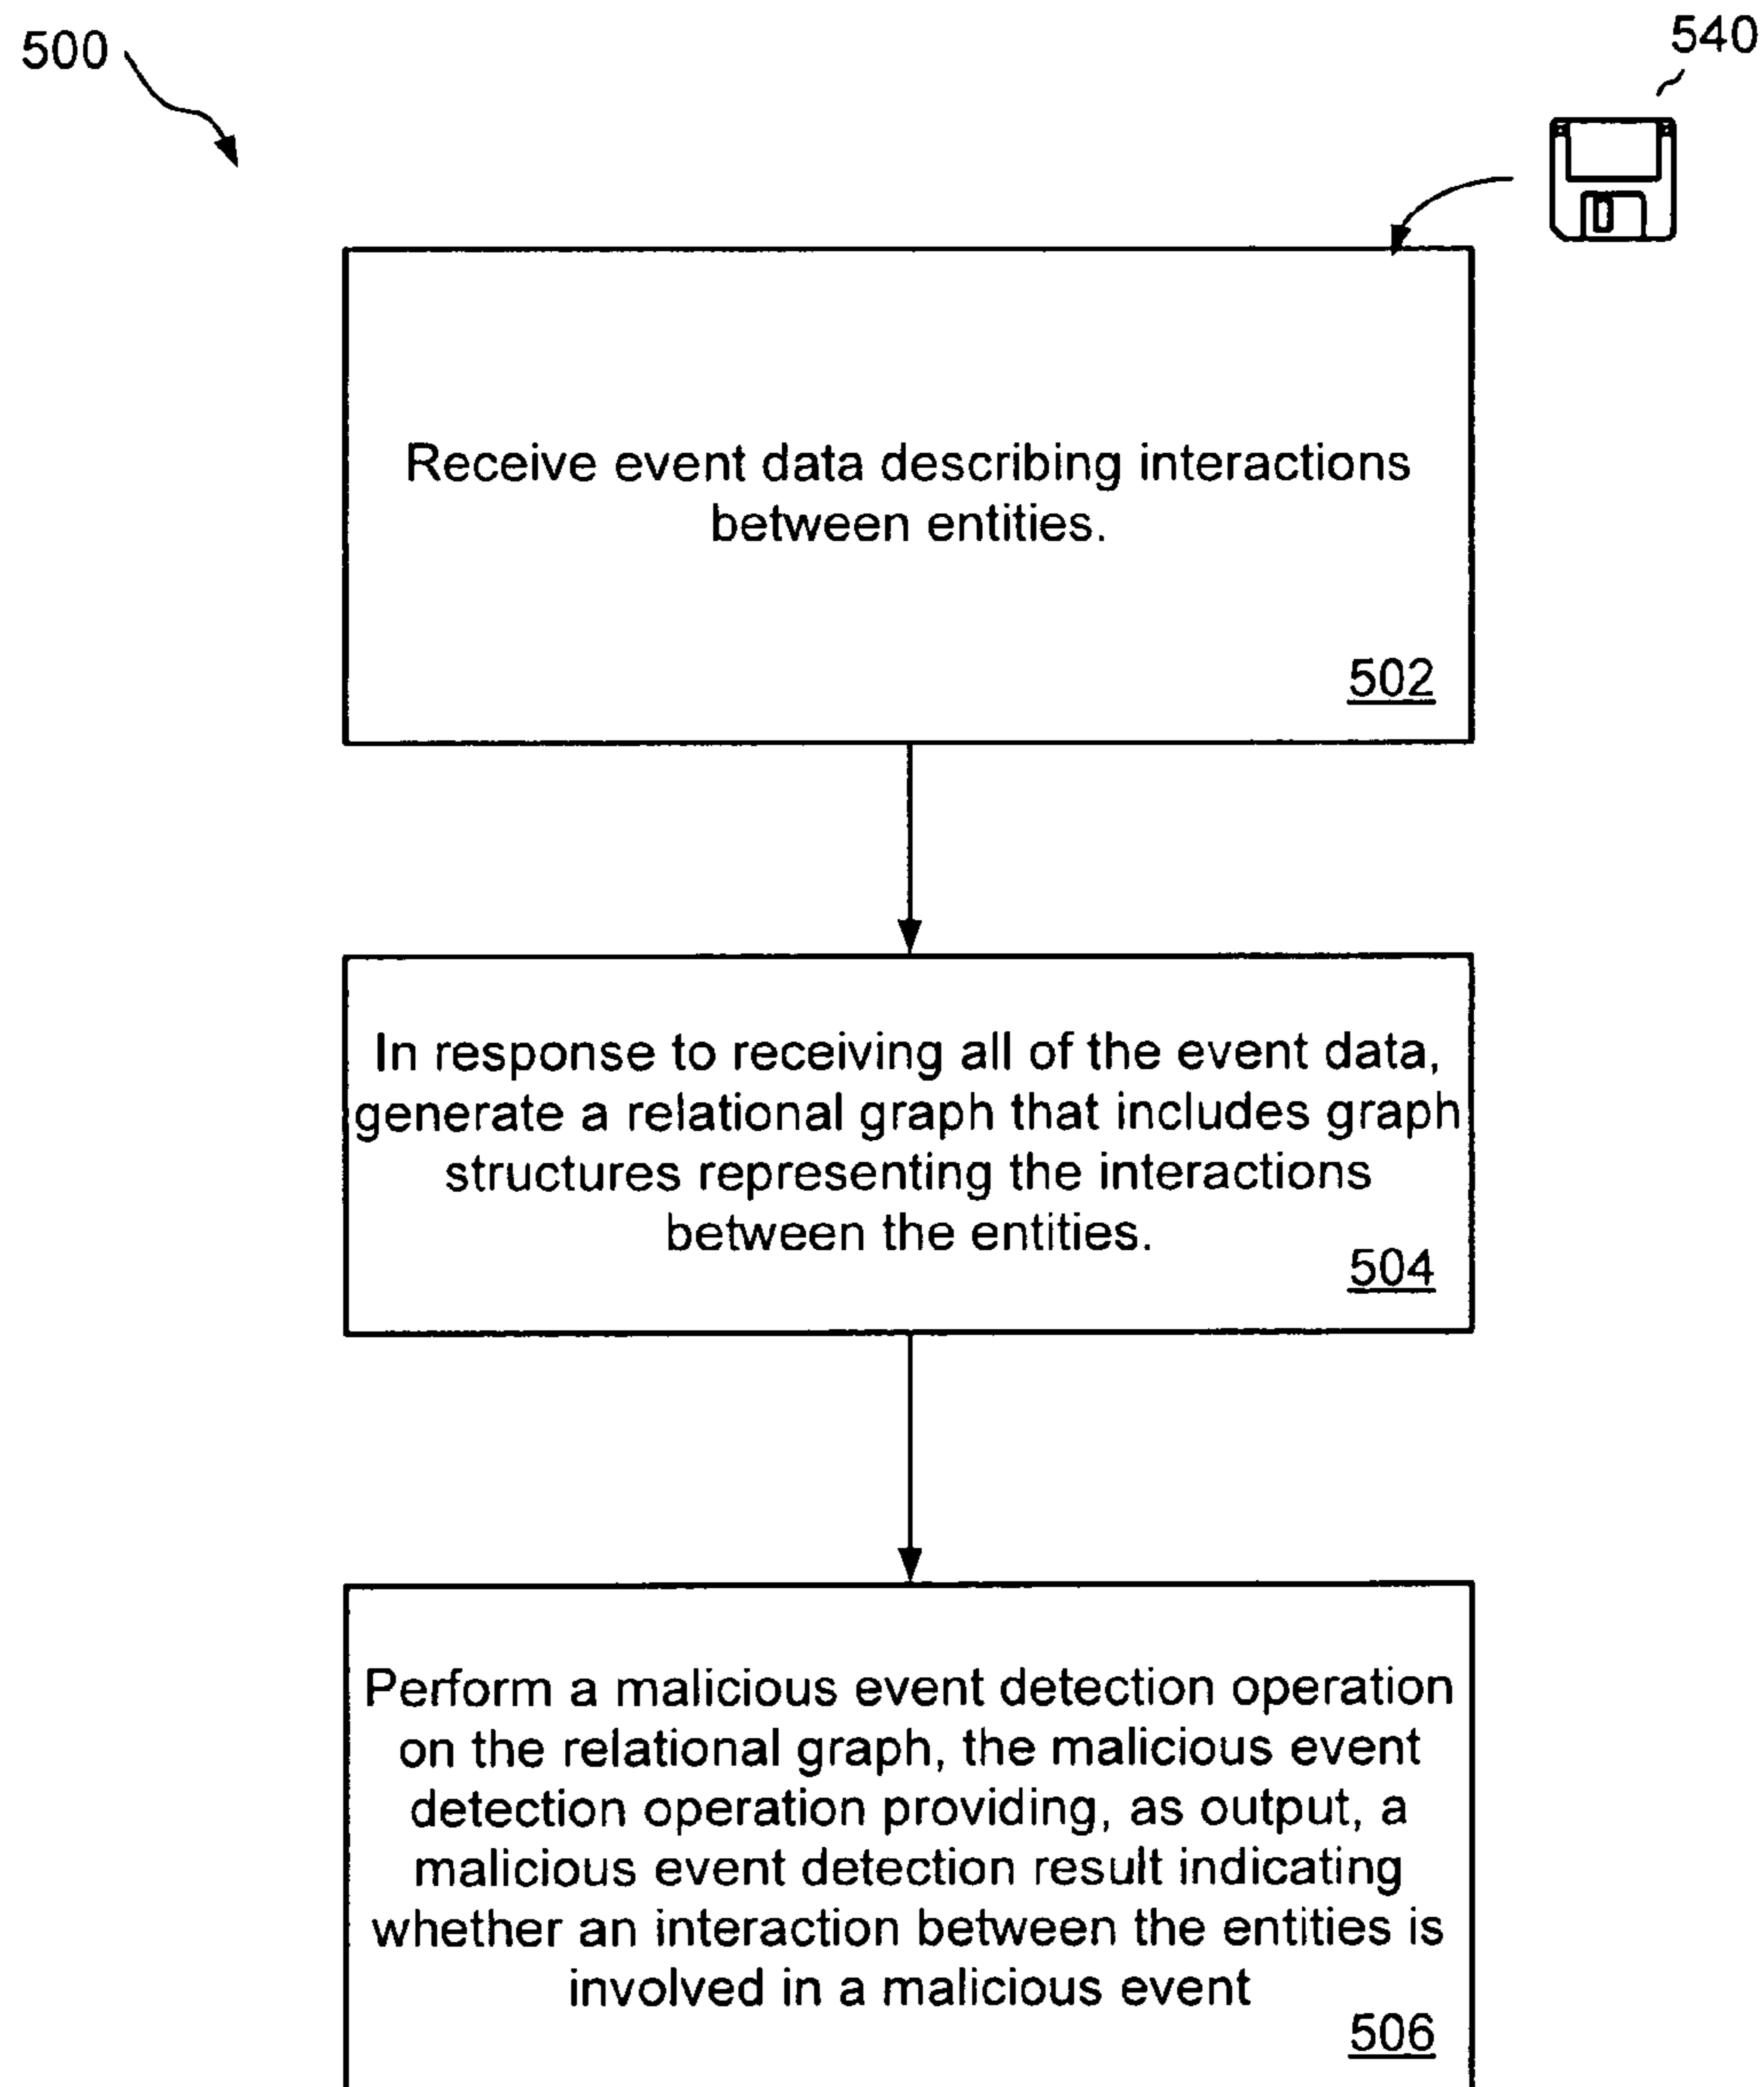 500
540
Receive event data describing interactions
between entities.
502
In response to receiving all of the event data,
generate a relational graph that includes graph
structures representing the interactions
between the entities.
504
Perform a malicious event detection operation
on the relational graph, the malicious event
detection operation providing, as output, a
malicious event detection result indicating
whether an interaction between the entities is
involved in a malicious event
506